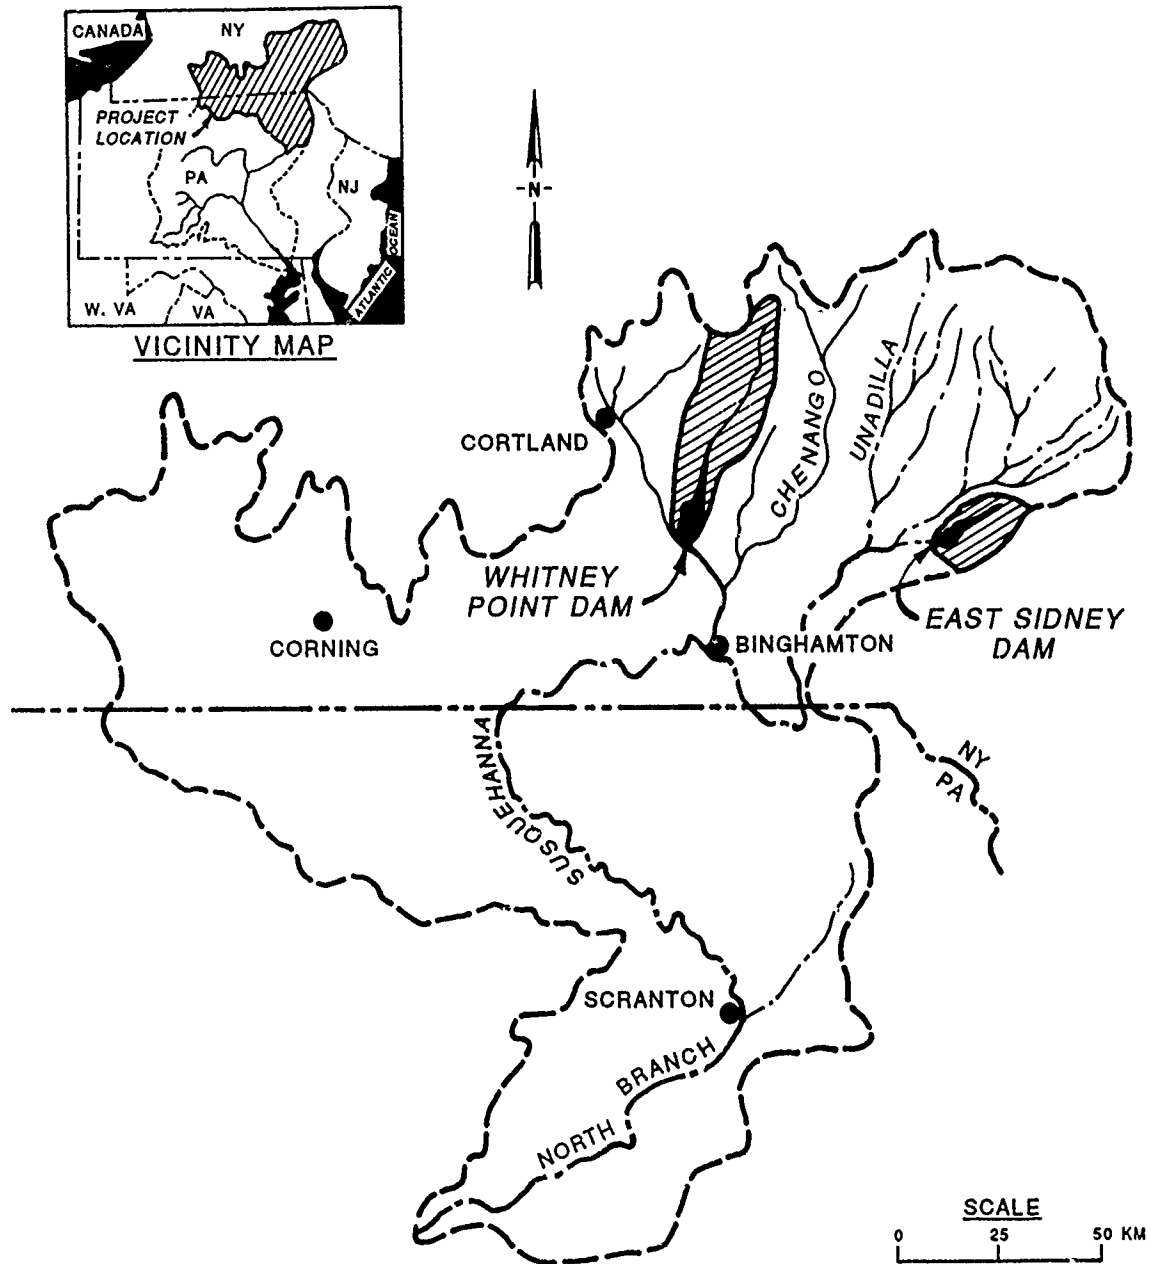 CANADA
NY
PROJECT
LOCATION
PA
NJ
W. VA
VA
ATLANTIC
OCEAN
VICINITY MAP
-N-
CORTLAND
CHENANGO
UNADILLA
WHITNEY
POINT DAM
EAST SIDNEY
DAM
CORNING
BINGHAMTON
SUSQUEHANNA
NY
PA
SCRANTON
NORTH BRANCH
SCALE
0 25 50 KM